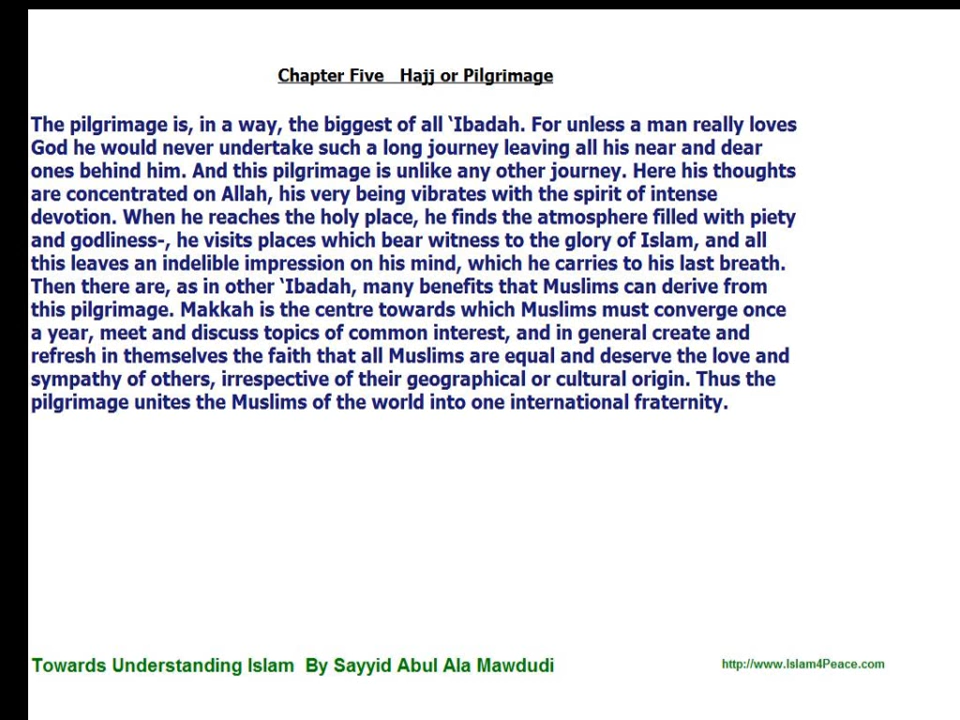 Chapter Five   Hajj or Pilgrimage
The pilgrimage is, in a way, the biggest of all ‘Ibadah. For unless a man really loves
God he would never undertake such a long journey leaving all his near and dear
ones behind him. And this pilgrimage is unlike any other journey. Here his thoughts
are concentrated on Allah, his very being vibrates with the spirit of intense
devotion. When he reaches the holy place, he finds the atmosphere filled with piety
and godliness-, he visits places which bear witness to the glory of Islam, and all
this leaves an indelible impression on his mind, which he carries to his last breath.
Then there are, as in other ‘Ibadah, many benefits that Muslims can derive from
this pilgrimage. Makkah is the centre towards which Muslims must converge once
a year, meet and discuss topics of common interest, and in general create and
refresh in themselves the faith that all Muslims are equal and deserve the love and
sympathy of others, irrespective of their geographical or cultural origin. Thus the
pilgrimage unites the Muslims of the world into one international fraternity.
Towards Understanding Islam  By Sayyid Abul Ala Mawdudi
http://www.Islam4Peace.com